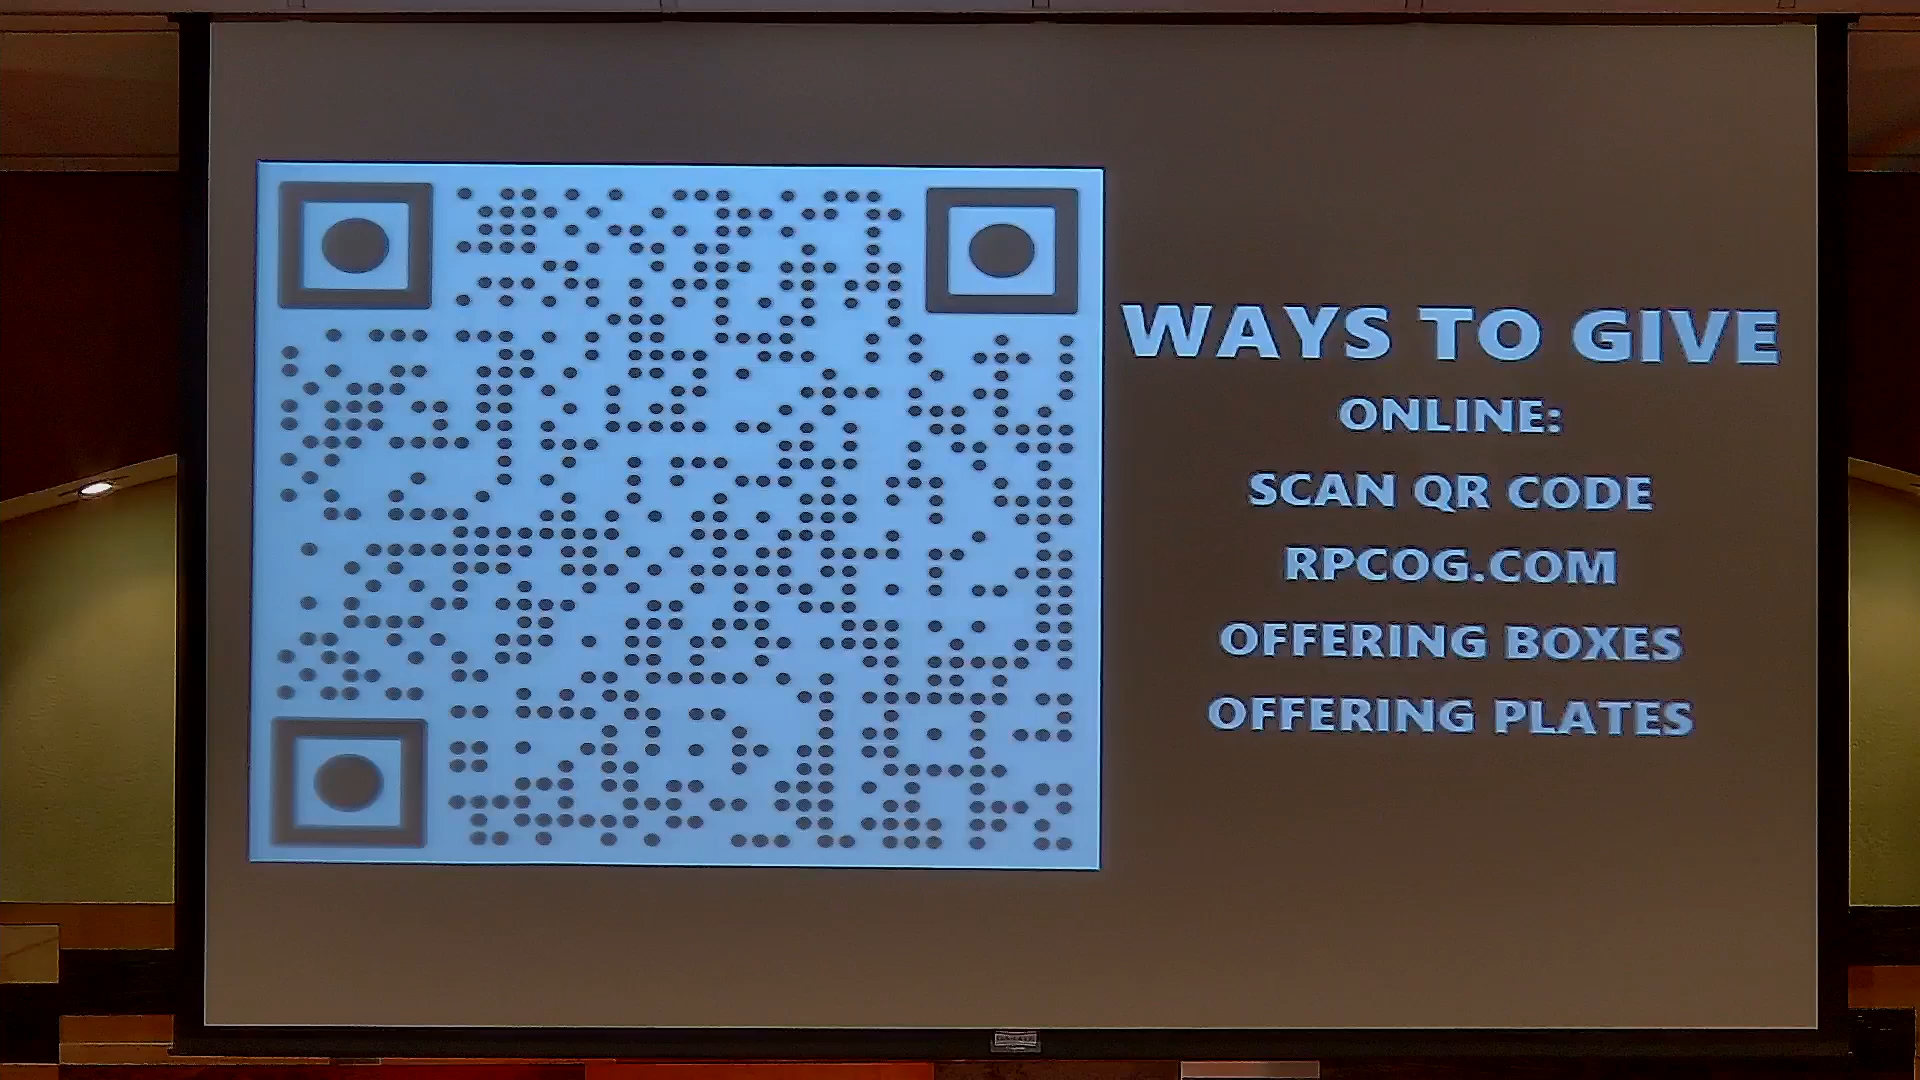 WAYS TO GIVE
ONLINE:
SCAN QR CODE
RPCOG.COM
OFFERING BOXES
OFFERING PLATES